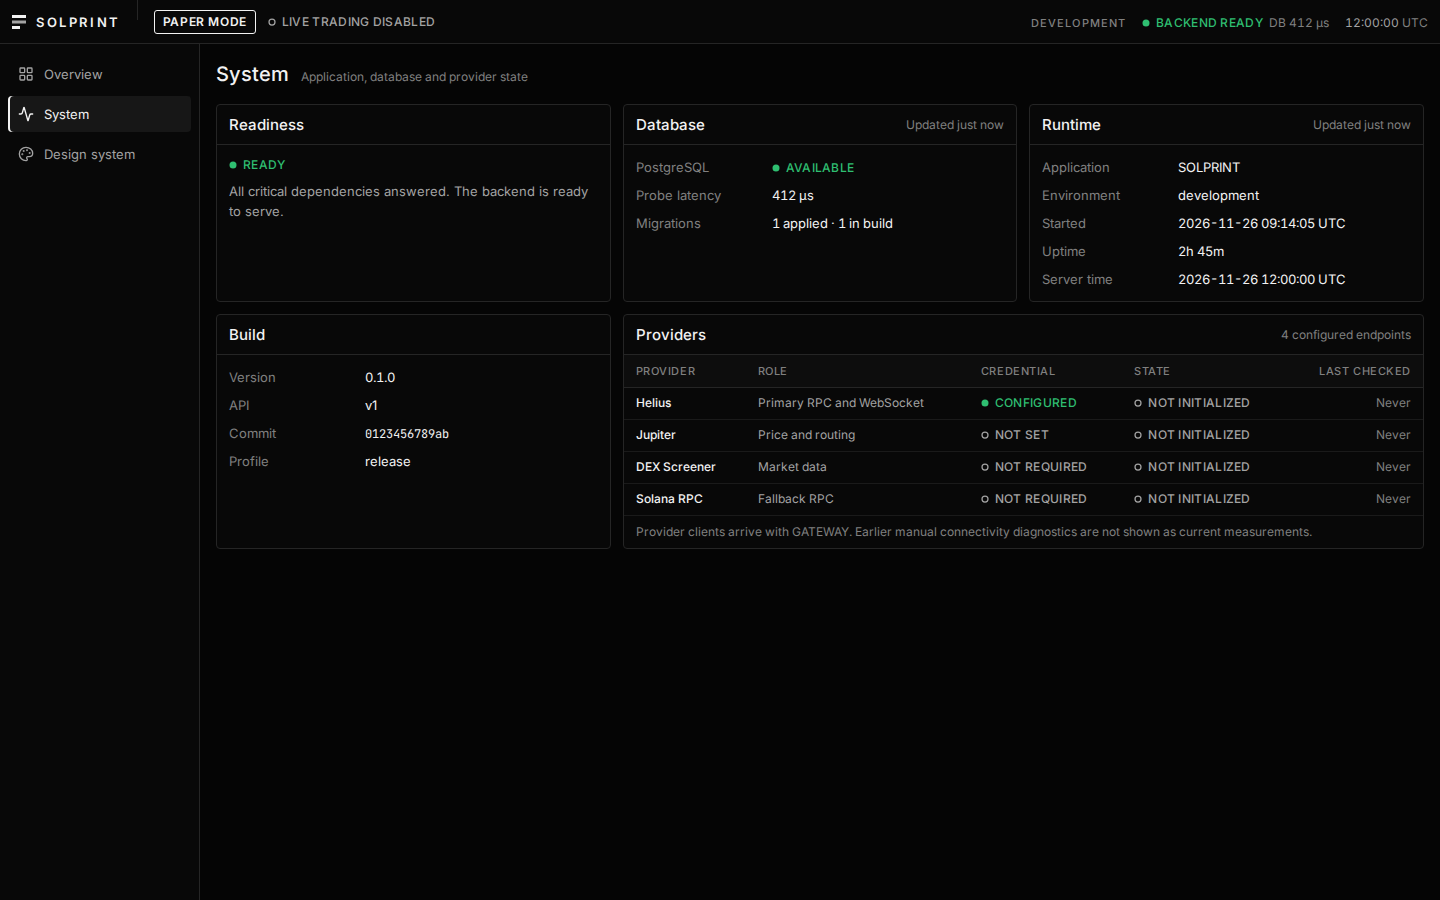 SOLPRINT
PAPER MODE
LIVE TRADING DISABLED
DEVELOPMENT
BACKEND READY DB 412 µs
12:00:00 UTC
Overview
System
Design system
System Application, database and provider state
Readiness
READY
All critical dependencies answered. The backend is ready
to serve.
Database Updated just now
PostgreSQL AVAILABLE
Probe latency 412 µs
Migrations 1 applied · 1 in build
Runtime Updated just now
Application SOLPRINT
Environment development
Started 2026-11-26 09:14:05 UTC
Uptime 2h 45m
Server time 2026-11-26 12:00:00 UTC
Build
Version 0.1.0
API v1
Commit 0123456789ab
Profile release
Providers 4 configured endpoints
PROVIDER ROLE CREDENTIAL STATE LAST CHECKED
Helius Primary RPC and WebSocket CONFIGURED NOT INITIALIZED Never
Jupiter Price and routing NOT SET NOT INITIALIZED Never
DEX Screener Market data NOT REQUIRED NOT INITIALIZED Never
Solana RPC Fallback RPC NOT REQUIRED NOT INITIALIZED Never
Provider clients arrive with GATEWAY. Earlier manual connectivity diagnostics are not shown as current measurements.